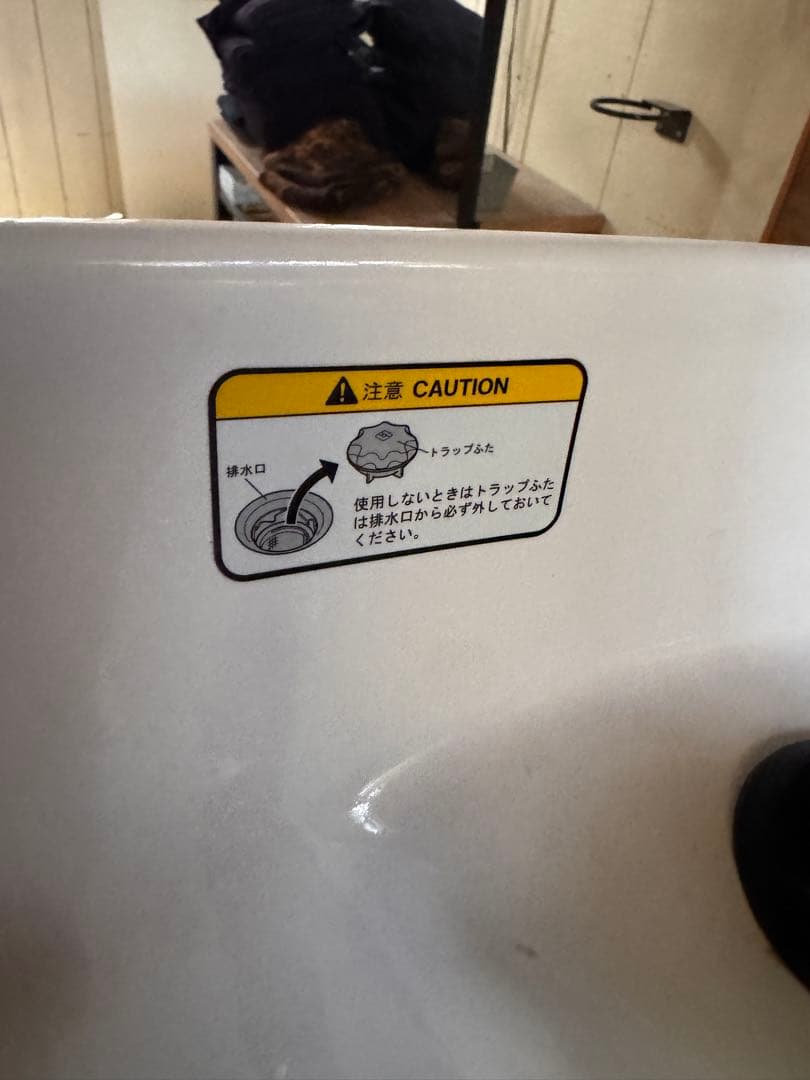 注意 CAUTION
トラップふた
排水口
使用しないときはトラップふた
は排水口から必ず外しておいて
ください。